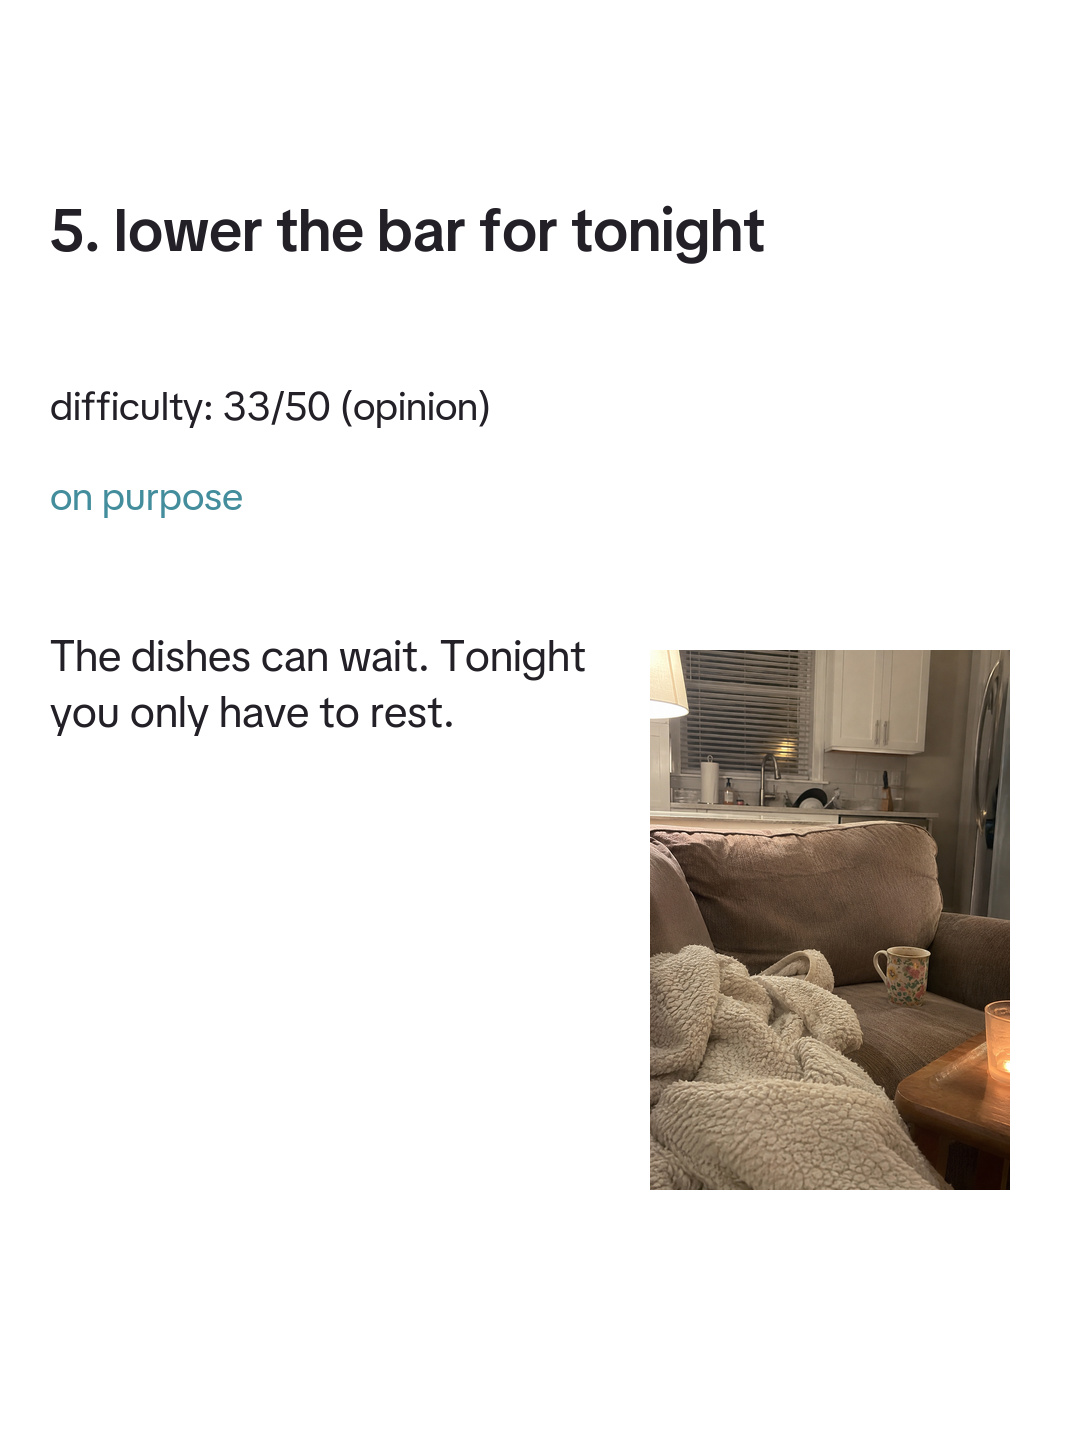 5. lower the bar for tonight
difficulty: 33/50 (opinion)
on purpose
The dishes can wait. Tonight
you only have to rest.